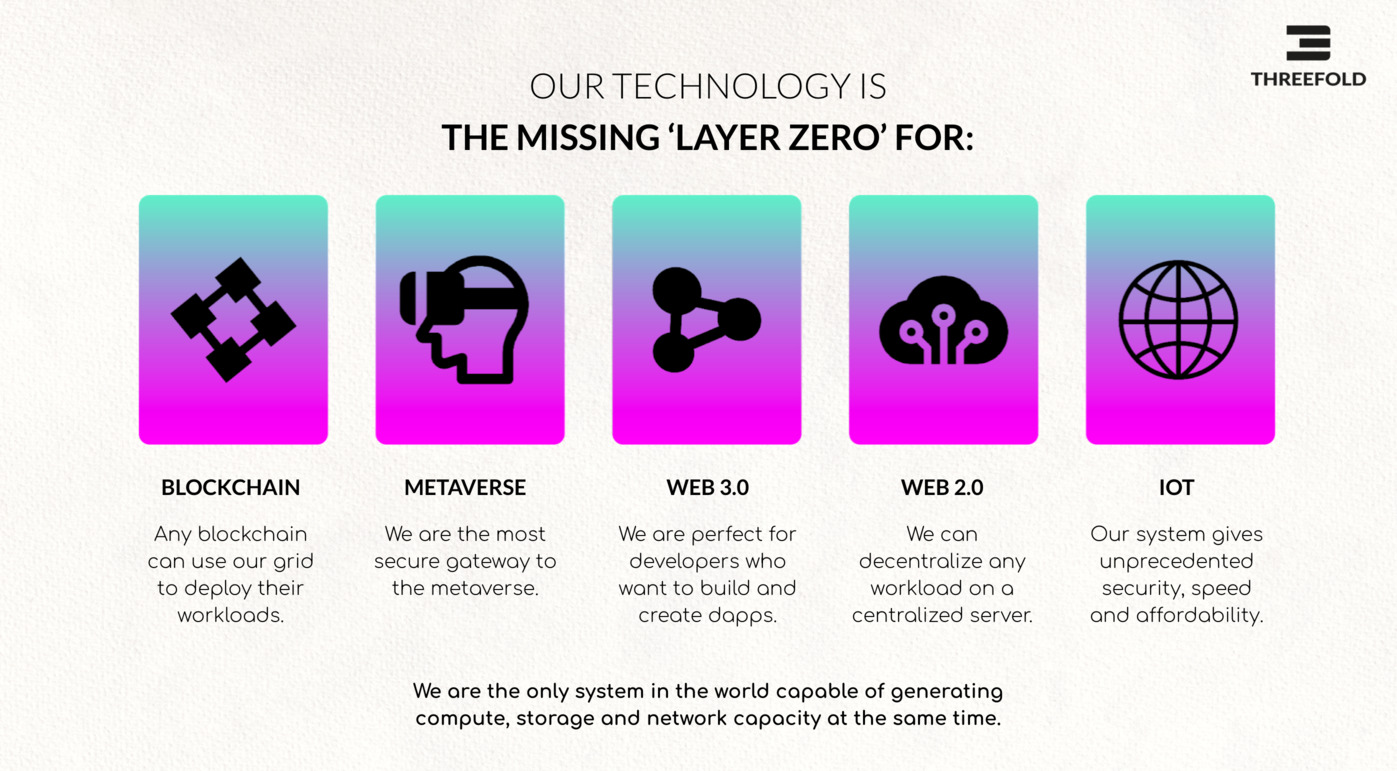 THREEFOLD
OUR TECHNOLOGY IS
THE MISSING ‘LAYER ZERO’ FOR:
BLOCKCHAIN
Any blockchain
can use our grid
to deploy their
workloads.
METAVERSE
We are the most
secure gateway to
the metaverse.
WEB 3.0
We are perfect for
developers who
want to build and
create dapps.
WEB 2.0
We can
decentralize any
workload on a
centralized server.
IOT
Our system gives
unprecedented
security, speed
and affordability.
We are the only system in the world capable of generating
compute, storage and network capacity at the same time.